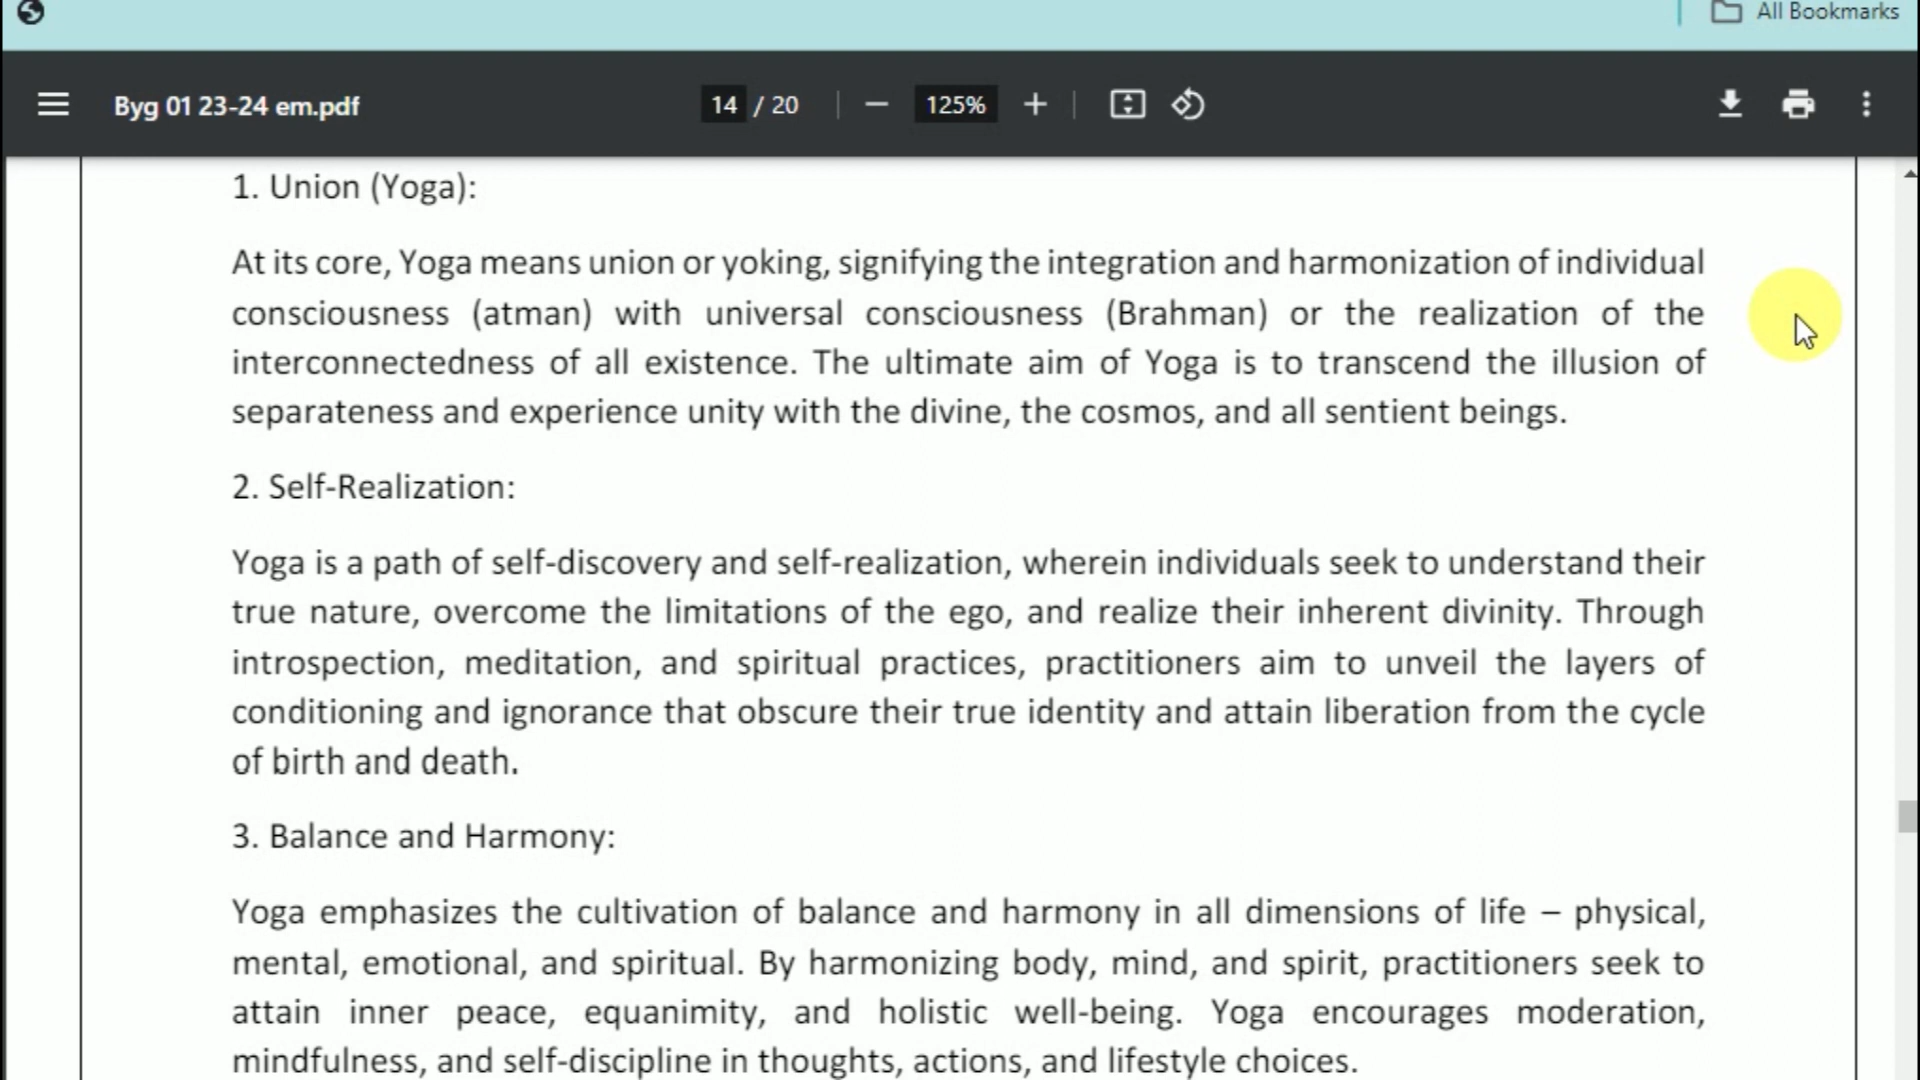 All Bookmarks
Byg 01 23-24 em.pdf
14 / 20
125%
1. Union (Yoga):
At its core, Yoga means union or yoking, signifying the integration and harmonization of individual
consciousness (atman) with universal consciousness (Brahman) or the realization of the
interconnectedness of all existence. The ultimate aim of Yoga is to transcend the illusion of
separateness and experience unity with the divine, the cosmos, and all sentient beings.
2. Self-Realization:
Yoga is a path of self-discovery and self-realization, wherein individuals seek to understand their
true nature, overcome the limitations of the ego, and realize their inherent divinity. Through
introspection, meditation, and spiritual practices, practitioners aim to unveil the layers of
conditioning and ignorance that obscure their true identity and attain liberation from the cycle
of birth and death.
3. Balance and Harmony:
Yoga emphasizes the cultivation of balance and harmony in all dimensions of life – physical,
mental, emotional, and spiritual. By harmonizing body, mind, and spirit, practitioners seek to
attain inner peace, equanimity, and holistic well-being. Yoga encourages moderation,
mindfulness, and self-discipline in thoughts, actions, and lifestyle choices.